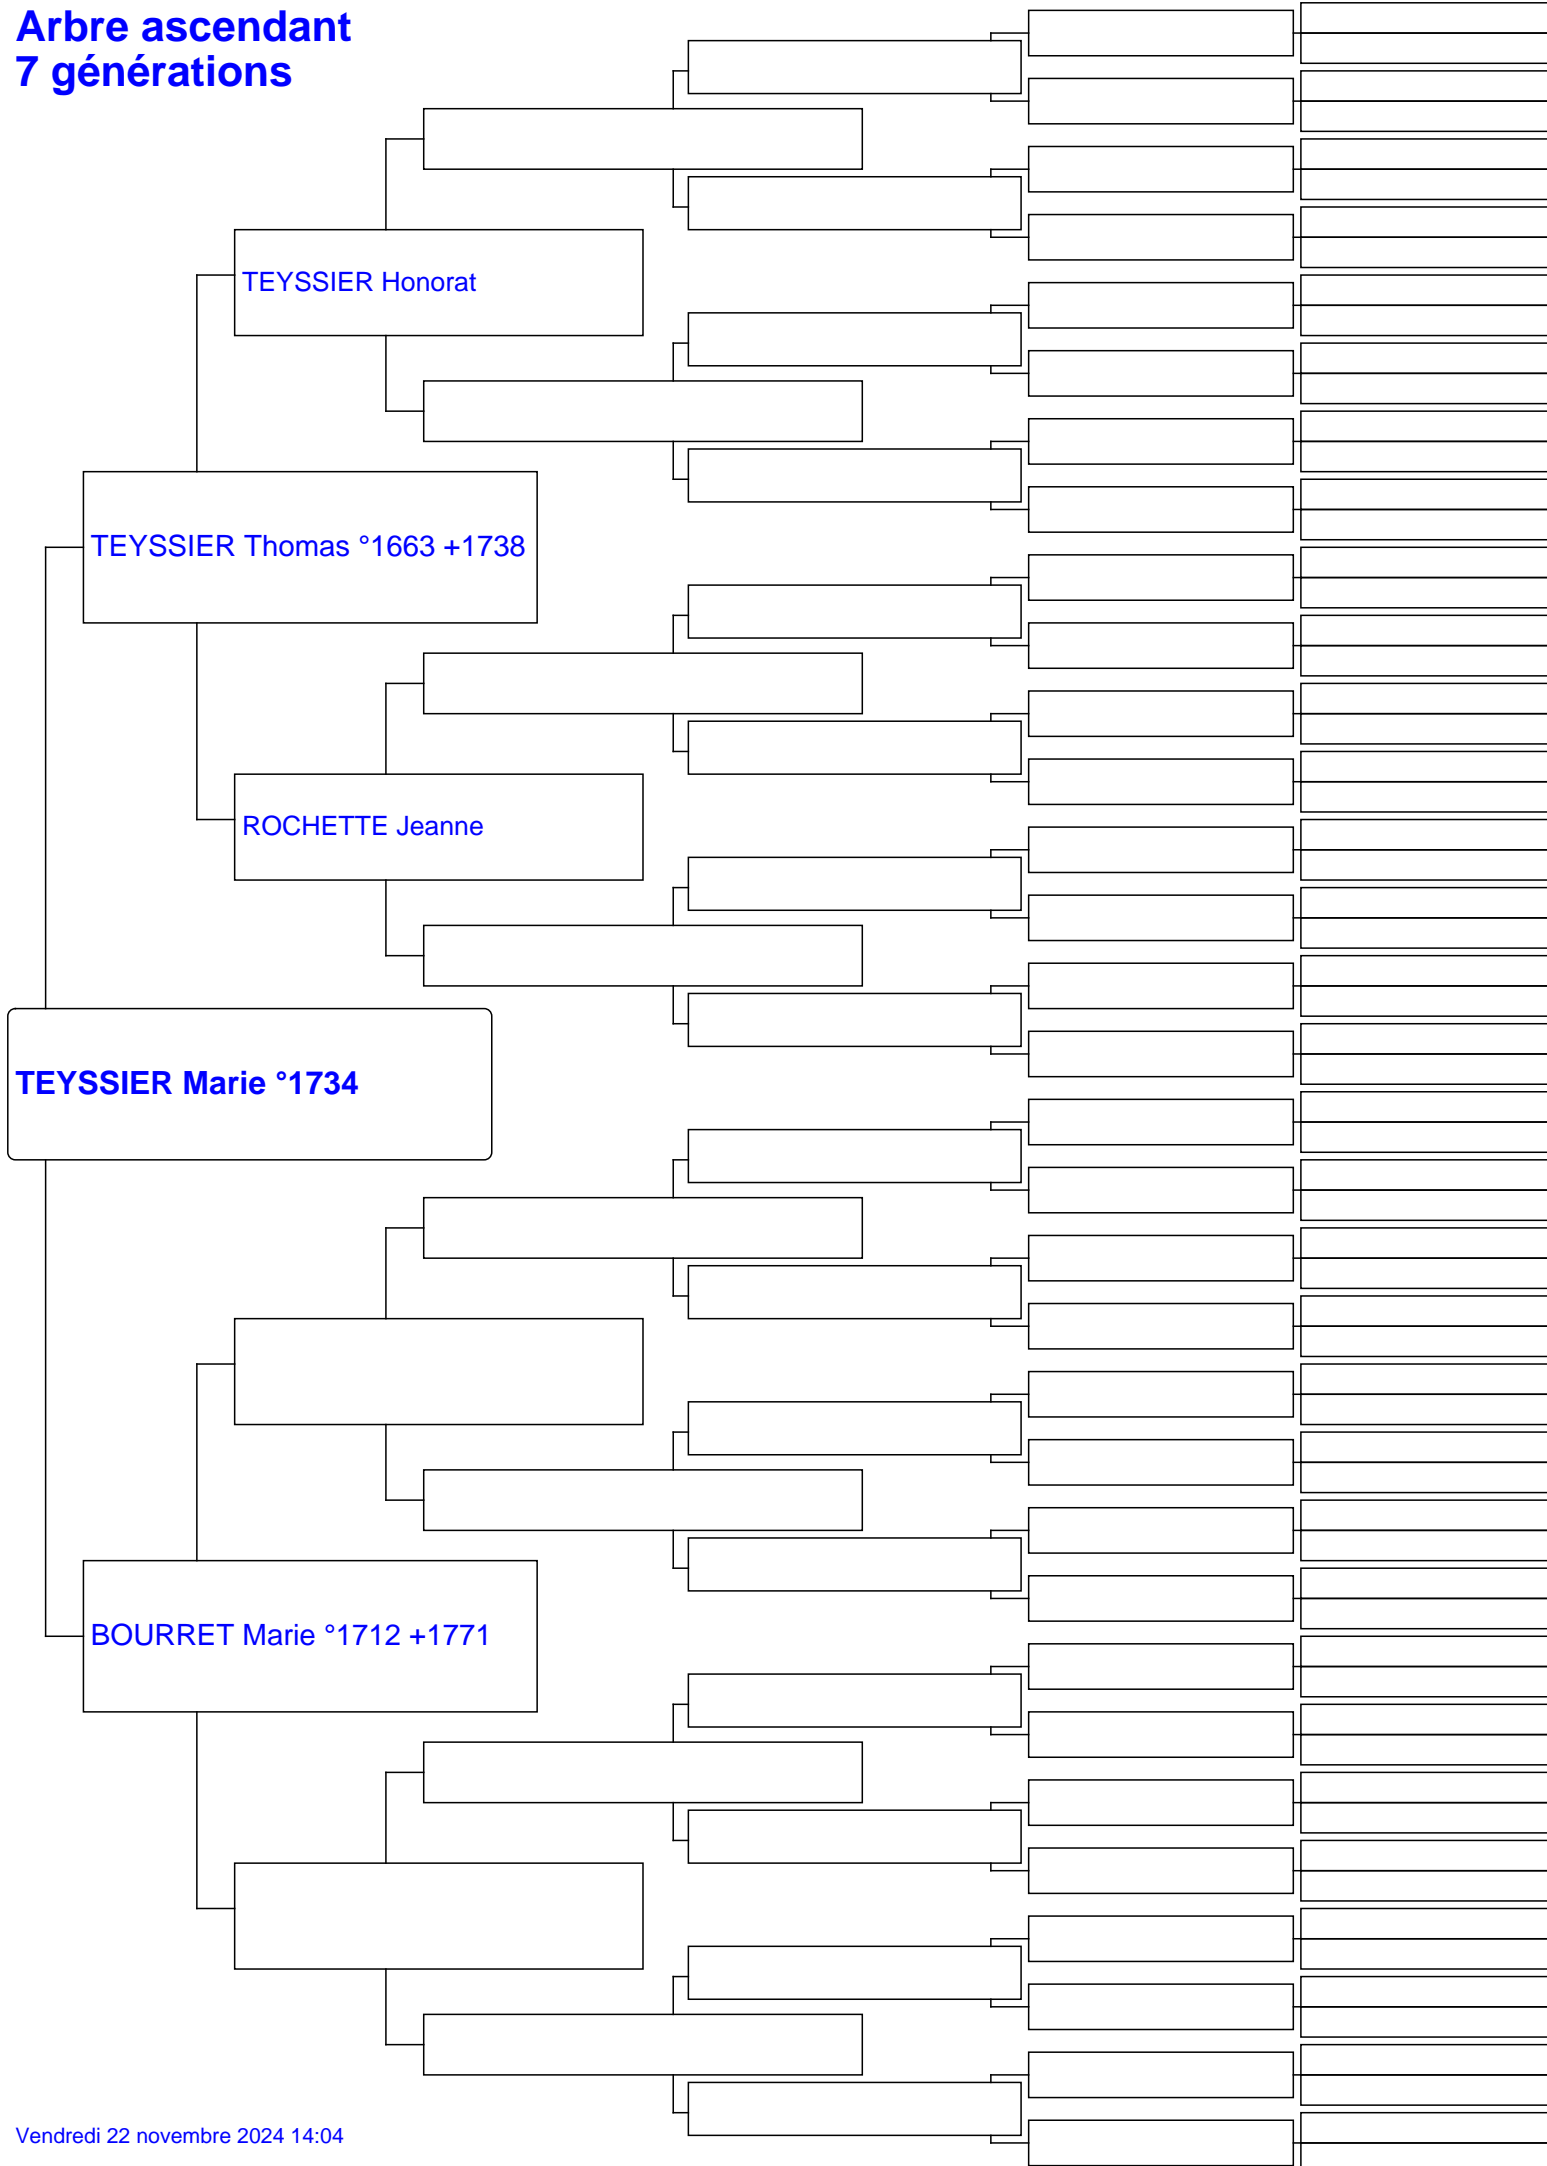 Arbre ascendant
7 générations
TEYSSIER Honorat
TEYSSIER Thomas °1663 +1738
ROCHETTE Jeanne
TEYSSIER Marie °1734
BOURRET Marie °1712 +1771
Vendredi 22 novembre 2024 14:04